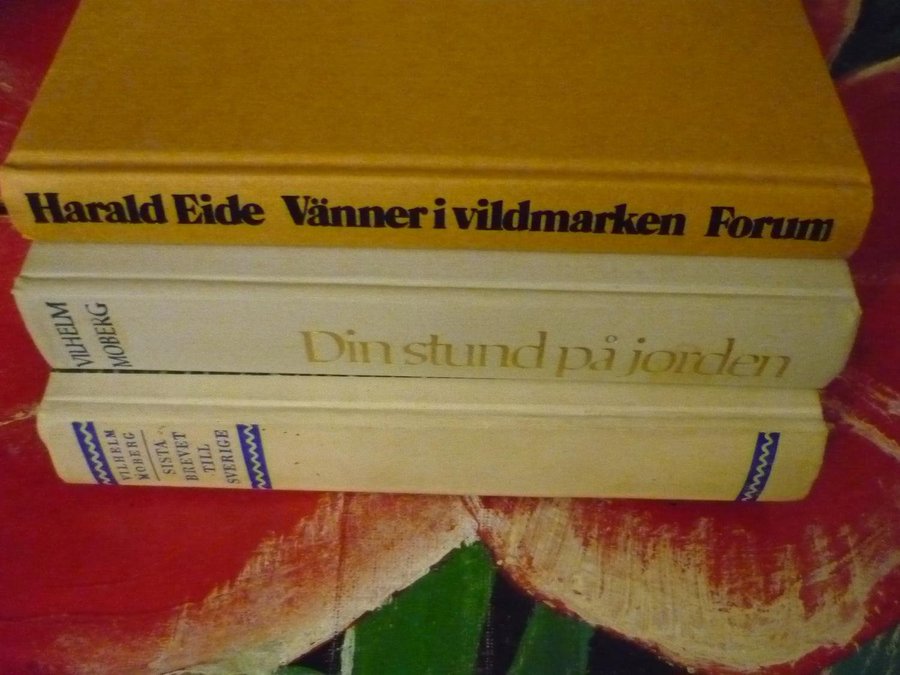 Harald Eide Vänner i vildmarken Forum
VILHELM
MOBERG
Din stund på jorden
VILHELM
MOBERG
SISTA
BREVET
TILL
SVERIGE